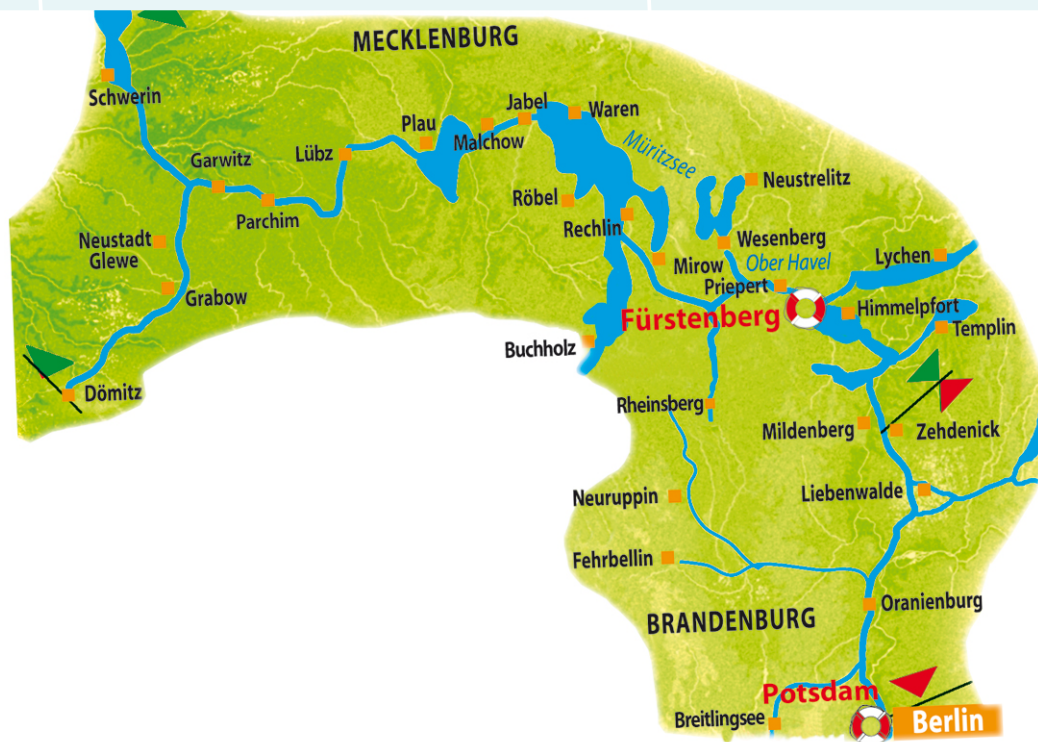 MECKLENBURG
Schwerin
Jabel
Waren
Plau
Malchow
Müritzsee
Lübz
Garwitz
Neustrelitz
Röbel
Parchim
Rechlin
Neustadt
Glewe
Wesenberg
Lychen
Ober Havel
Mirow
Priepert
Grabow
Himmelpfort
Fürstenberg
Templin
Buchholz
Dömitz
Rheinsberg
Mildenberg
Zehdenick
Liebenwalde
Neuruppin
Fehrbellin
Oranienburg
BRANDENBURG
Potsdam
Breitlingsee
Berlin